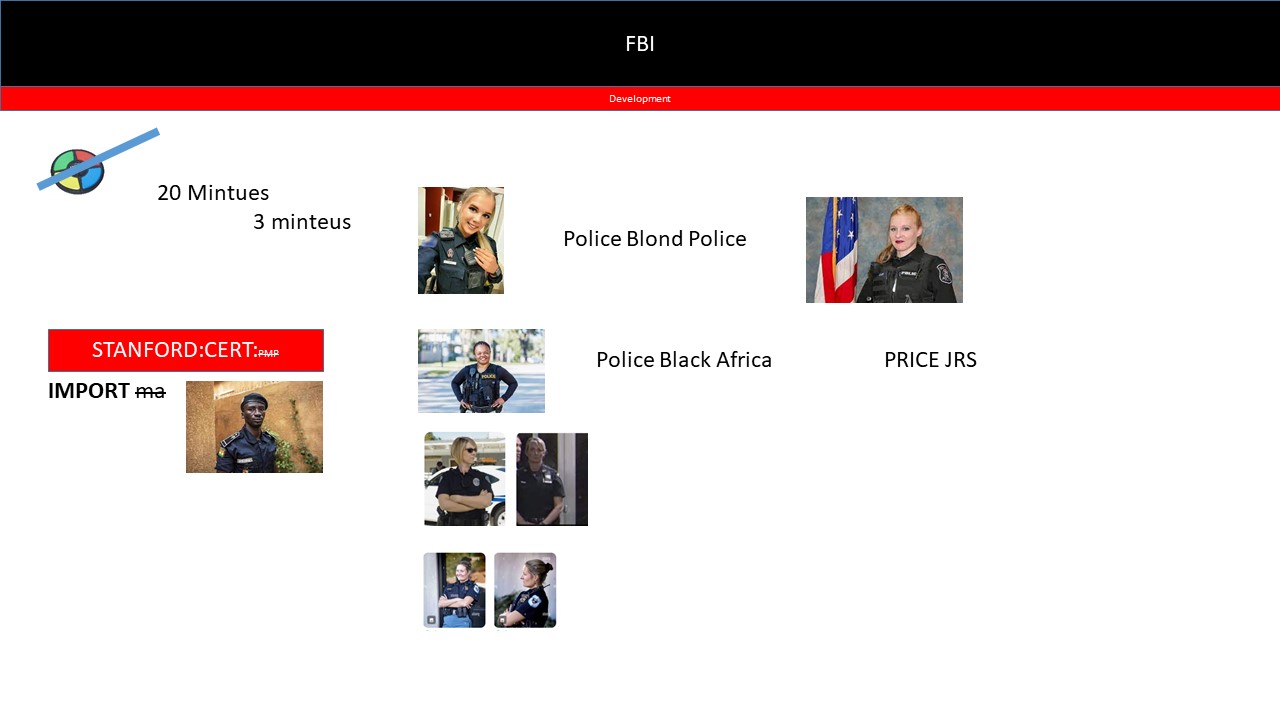 FBI
Development
20 Mintues
3 minteus
Police Blond Police
STANFORD:CERT:PMP
Police Black Africa
PRICE JRS
IMPORT ma
POLICE